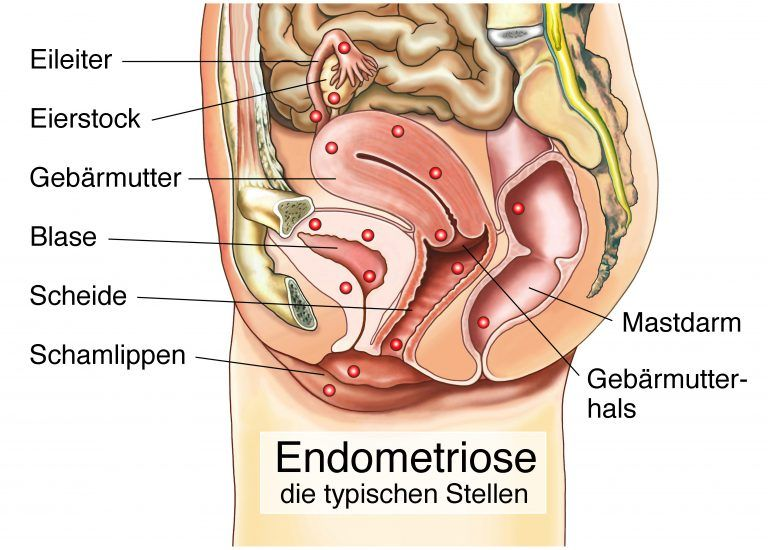 Eileiter
Eierstock
Gebärmutter
Blase
Scheide
Schamlippen
Mastdarm
Gebärmutter-
hals
Endometriose
die typischen Stellen